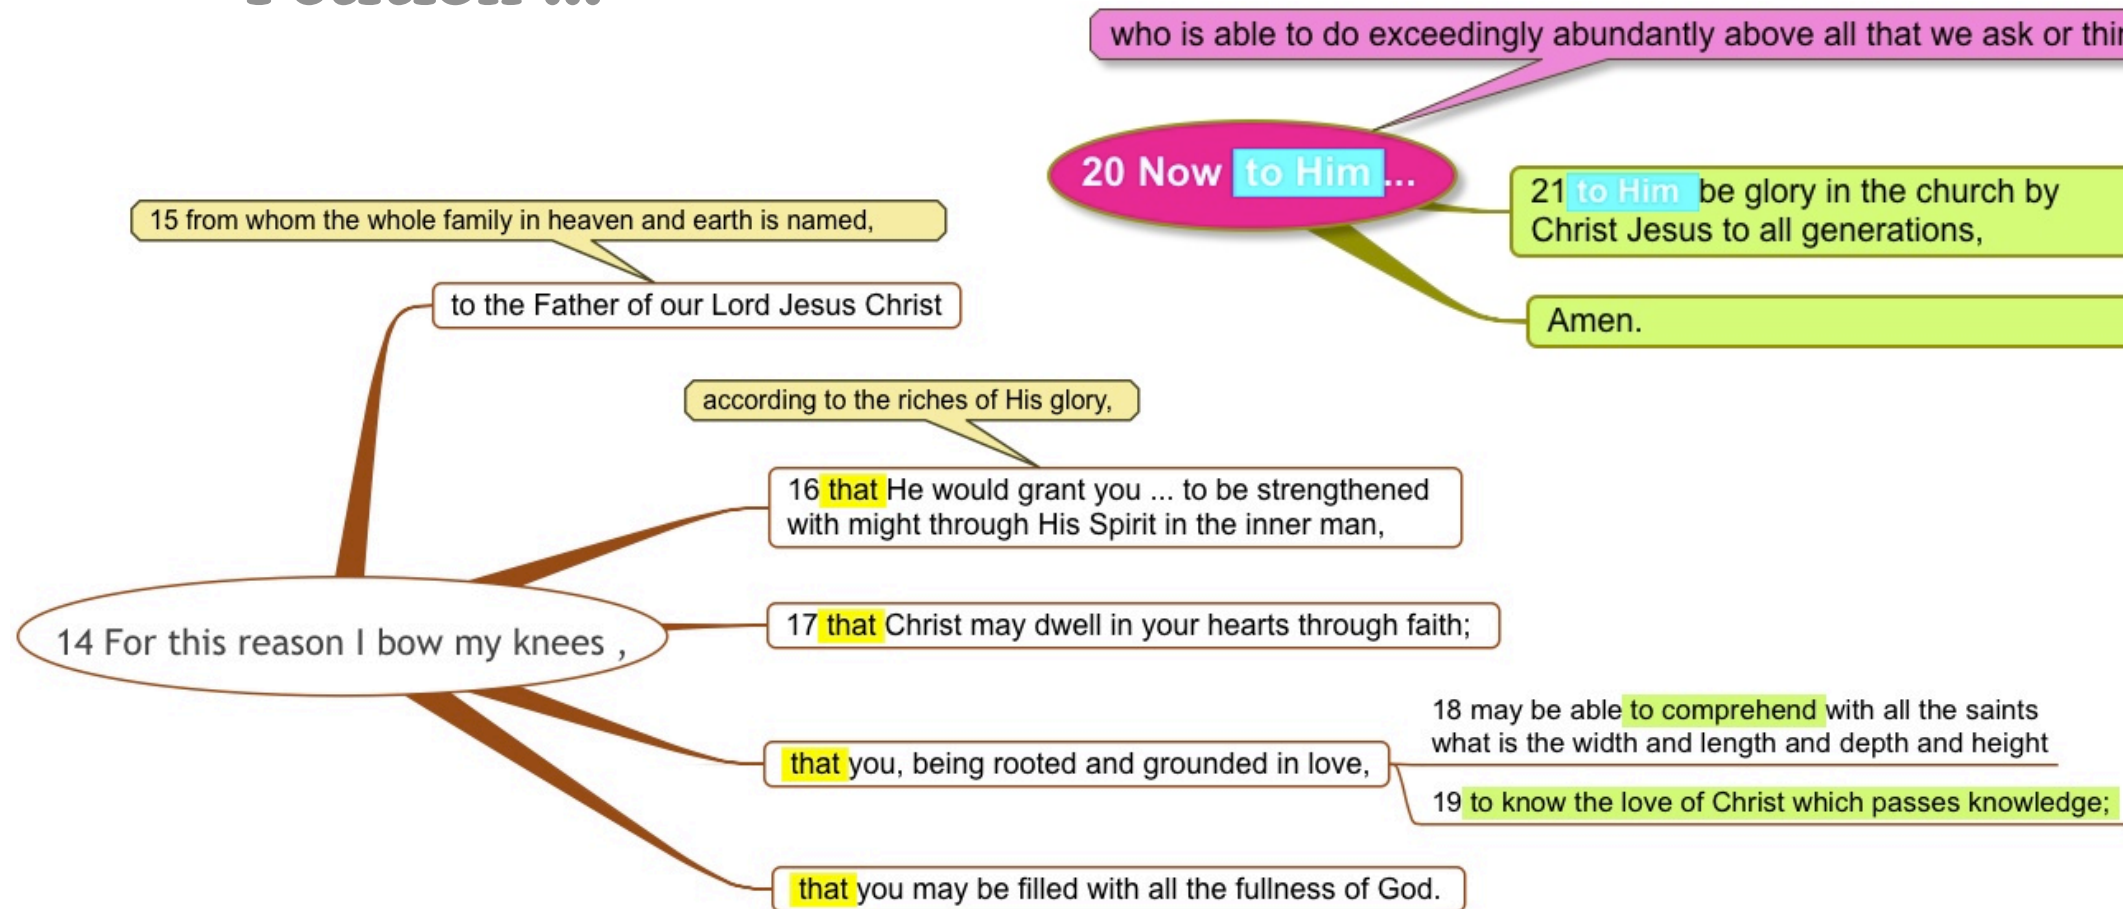 who is able to do exceedingly abundantly above all that we ask or
20 Now to Him ...
21 to Him be glory in the church by
Christ Jesus to all generations,
Amen.
15 from whom the whole family in heaven and earth is named,
to the Father of our Lord Jesus Christ
according to the riches of His glory,
16 that He would grant you ... to be strengthened
with might through His Spirit in the inner man,
14 For this reason I bow my knees ,
17 that Christ may dwell in your hearts through faith;
that you, being rooted and grounded in love,
18 may be able to comprehend with all the saints
what is the width and length and depth and height
19 to know the love of Christ which passes knowledge;
that you may be filled with all the fullness of God.